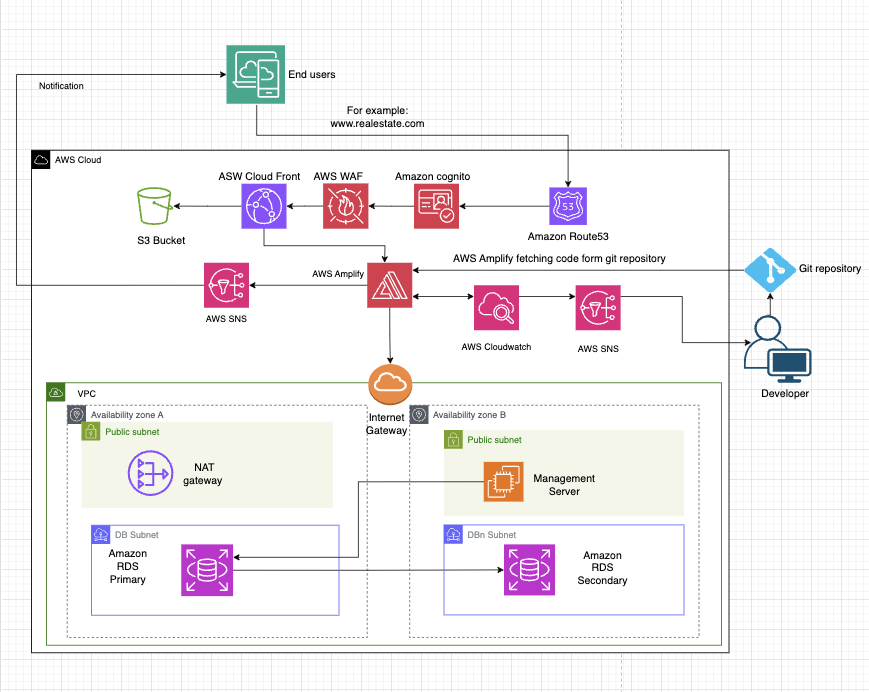 End users
Notification
For example:
www.realestate.com
AWS Cloud
ASW Cloud Front
AWS WAF
Amazon cognito
53
S3 Bucket
Amazon Route53
AWS Amplify fetching code form git repository
Git repository
AWS Amplify
AWS SNS
AWS Cloudwatch
AWS SNS
Developer
VPC
Internet
Gateway
Availability zone A
Public subnet
NAT
gateway
DB Subnet
Amazon
RDS
Primary
Availability zone B
Public subnet
Management
Server
DBn Subnet
Amazon
RDS
Secondary